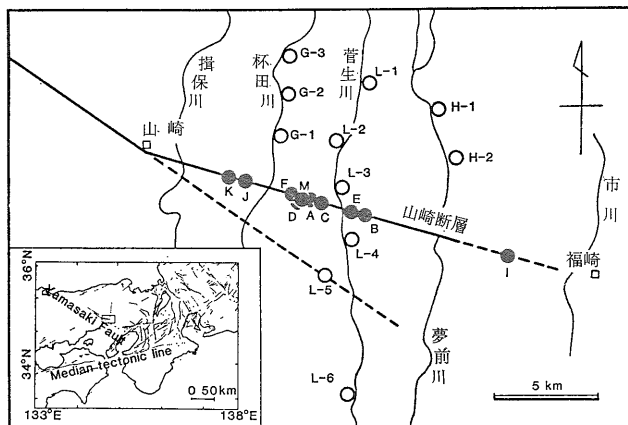 揖保川
林田川
菅生川
G-3
G-2
G-1
L-1
L-2
L-3
L-4
L-5
L-6
H-1
H-2
山崎
K
J
F
M
D
A
C
E
B
I
山崎断層
市川
福崎
夢前川
5 km
36°N
34°N
133°E
138°E
Yamasaki Fault
Median tectonic line
0 50km